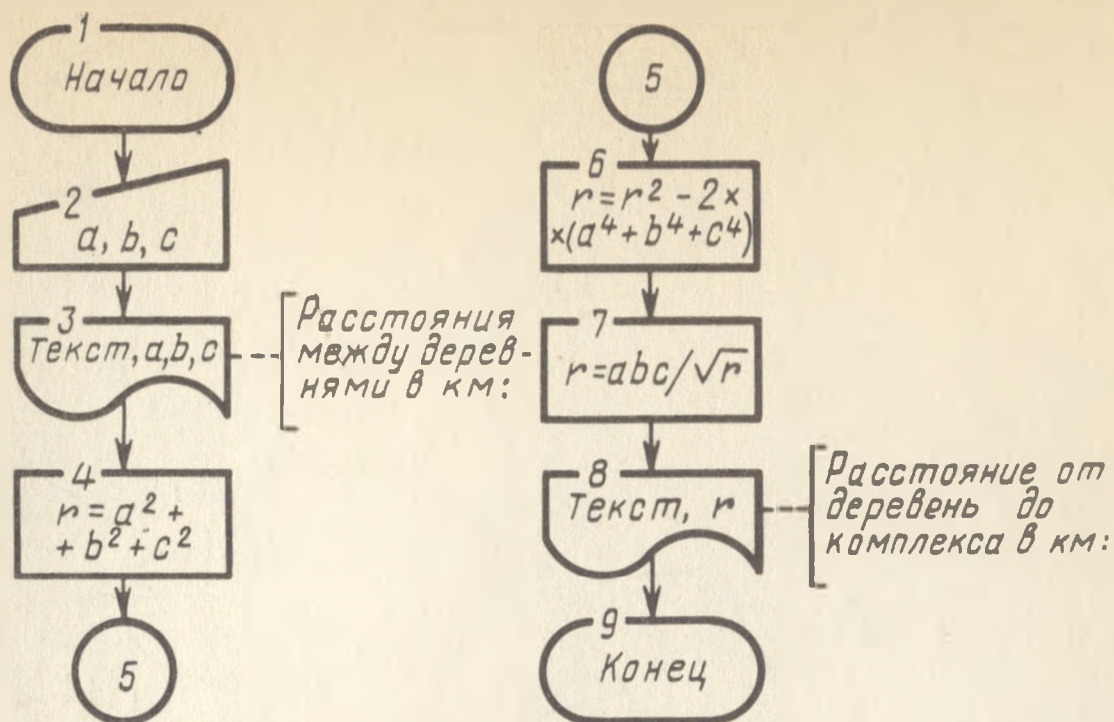 1
Начало
2
a, b, c
3
Текст, a, b, c
Расстояния
между дерев-
нями в км:
4
r = a² +
+ b² + c²
5
5
6
r = r² - 2 ×
×(a⁴ + b⁴ + c⁴)
7
r = abc/√r
8
Текст, r
Расстояние от
деревень до
комплекса в км:
9
Конец